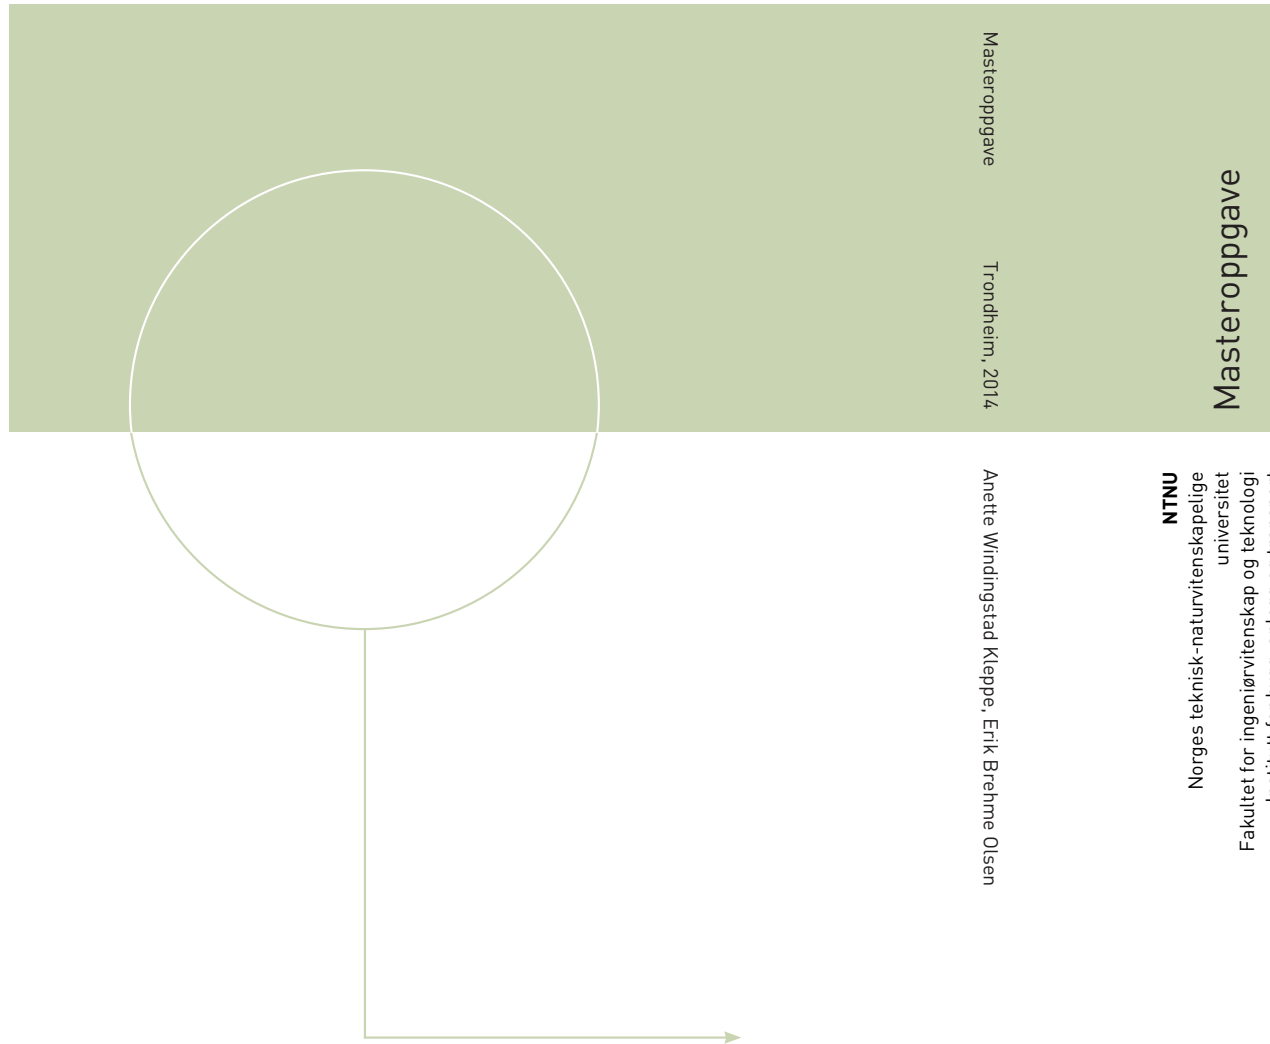 Masteroppgave
Trondheim, 2014
Anette Windingstad Kleppe, Erik Brehme Olsen
Masteroppgave
NTNU
Norges teknisk-naturvitenskapelige
universitet
Fakultet for ingeniørvitenskap og teknologi